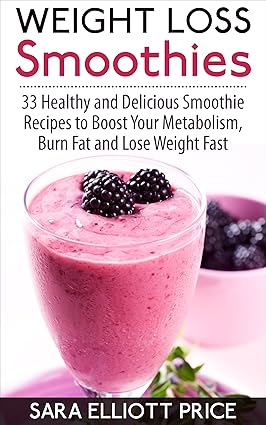 WEIGHT LOSS
Smoothies
33 Healthy and Delicious Smoothie
Recipes to Boost Your Metabolism,
Burn Fat and Lose Weight Fast
SARA ELLIOTT PRICE